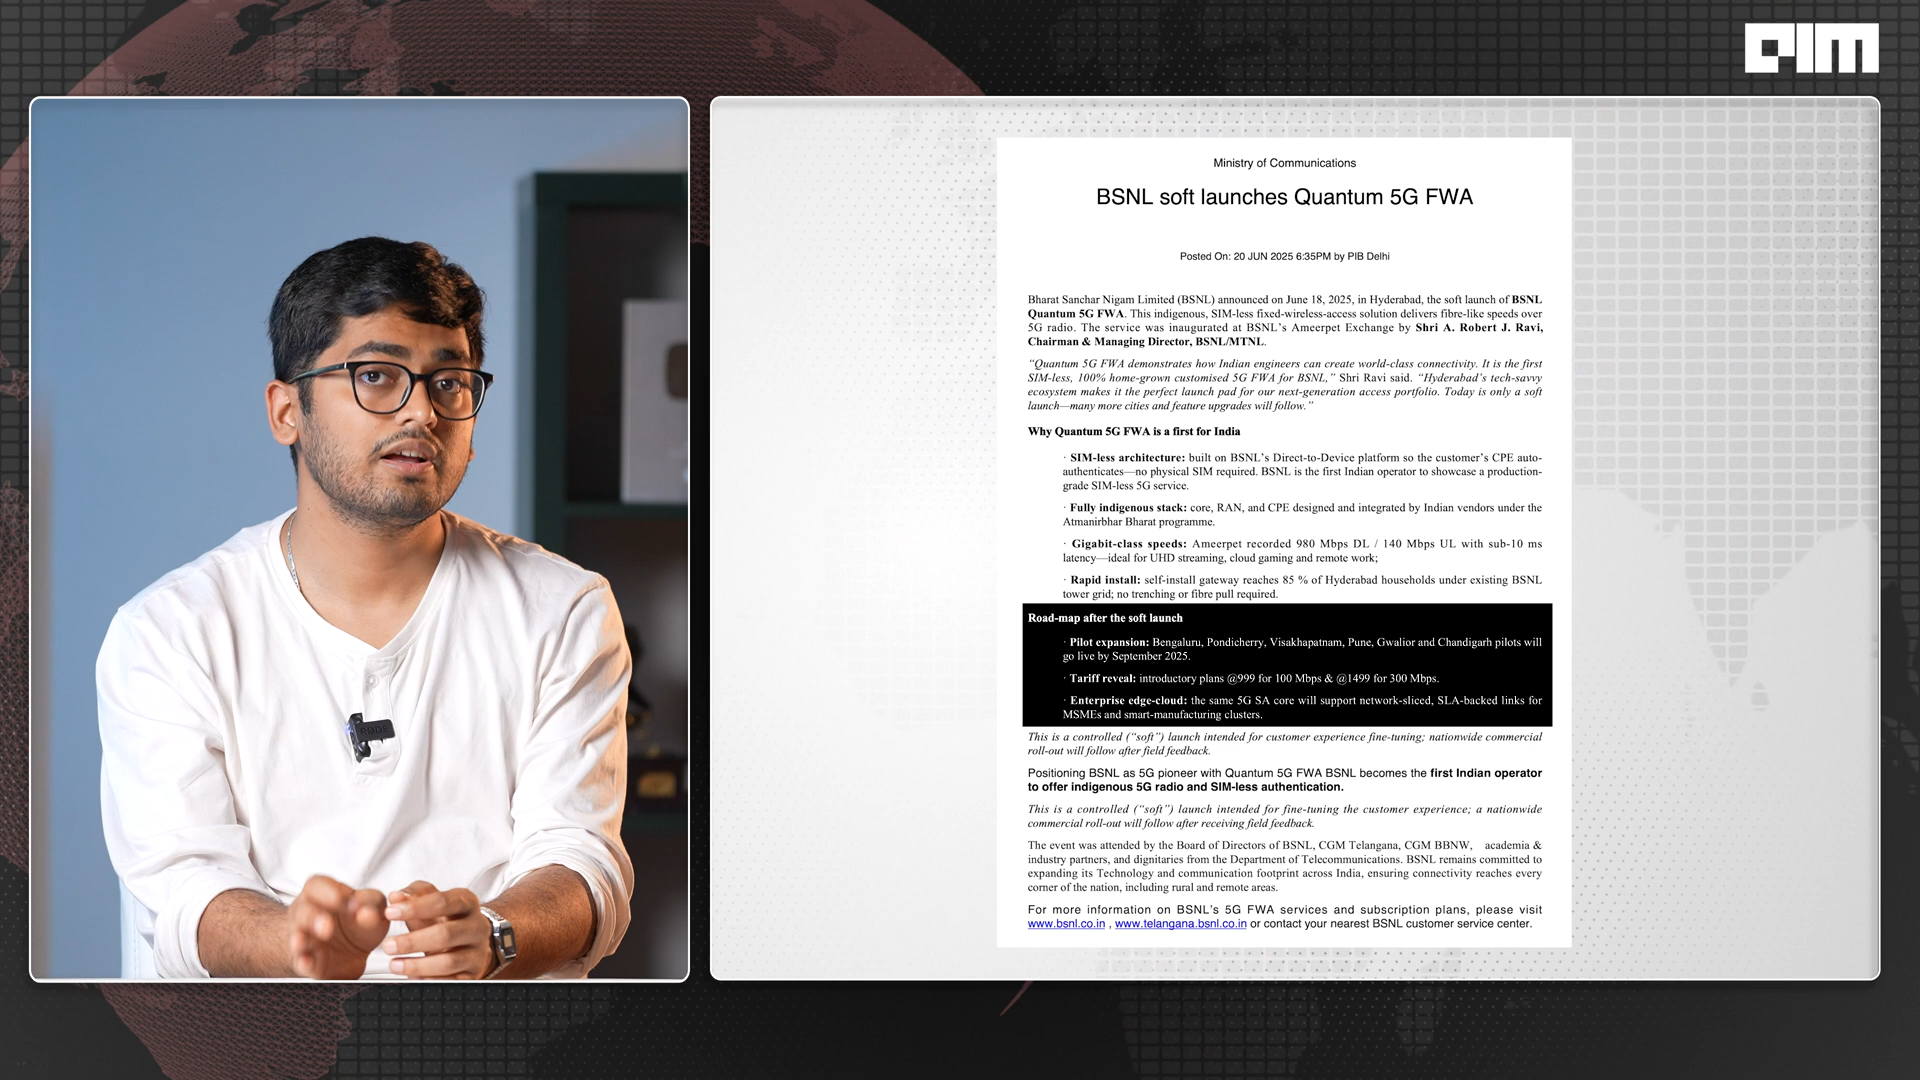 AIM
Ministry of Communications
BSNL soft launches Quantum 5G FWA
Posted On: 20 JUN 2025 6:35PM by PIB Delhi
Bharat Sanchar Nigam Limited (BSNL) announced on June 18, 2025, in Hyderabad, the soft launch of BSNL
Quantum 5G FWA. This indigenous, SIM-less fixed-wireless-access solution delivers fibre-like speeds over
5G radio. The service was inaugurated at BSNL’s Ameerpet Exchange by Shri A. Robert J. Ravi,
Chairman & Managing Director, BSNL/MTNL.
“Quantum 5G FWA demonstrates how Indian engineers can create world-class connectivity. It is the first
SIM-less, 100% home-grown customised 5G FWA for BSNL,” Shri Ravi said. “Hyderabad’s tech-savvy
ecosystem makes it the perfect launch pad for our next-generation access portfolio. Today is only a soft
launch—many more cities and feature upgrades will follow.”
Why Quantum 5G FWA is a first for India
· SIM-less architecture: built on BSNL’s Direct-to-Device platform so the customer’s CPE auto-
authenticates—no physical SIM required. BSNL is the first Indian operator to showcase a production-
grade SIM-less 5G service.
· Fully indigenous stack: core, RAN, and CPE designed and integrated by Indian vendors under the
Atmanirbhar Bharat programme.
· Gigabit-class speeds: Ameerpet recorded 980 Mbps DL / 140 Mbps UL with sub-10 ms
latency—ideal for UHD streaming, cloud gaming and remote work;
· Rapid install: self-install gateway reaches 85 % of Hyderabad households under existing BSNL
tower grid; no trenching or fibre pull required.
Road-map after the soft launch
· Pilot expansion: Bengaluru, Pondicherry, Visakhapatnam, Pune, Gwalior and Chandigarh pilots will
go live by September 2025.
· Tariff reveal: introductory plans @999 for 100 Mbps & @1499 for 300 Mbps.
· Enterprise edge-cloud: the same 5G SA core will support network-sliced, SLA-backed links for
MSMEs and smart-manufacturing clusters.
This is a controlled (“soft”) launch intended for customer experience fine-tuning; nationwide commercial
roll-out will follow after field feedback.
Positioning BSNL as 5G pioneer with Quantum 5G FWA BSNL becomes the first Indian operator
to offer indigenous 5G radio and SIM-less authentication.
This is a controlled (“soft”) launch intended for fine-tuning the customer experience; a nationwide
commercial roll-out will follow after receiving field feedback.
The event was attended by the Board of Directors of BSNL, CGM Telangana, CGM BBNW, academia &
industry partners, and dignitaries from the Department of Telecommunications. BSNL remains committed to
expanding its Technology and communication footprint across India, ensuring connectivity reaches every
corner of the nation, including rural and remote areas.
For more information on BSNL’s 5G FWA services and subscription plans, please visit
www.bsnl.co.in , www.telangana.bsnl.co.in or contact your nearest BSNL customer service center.
RØDE